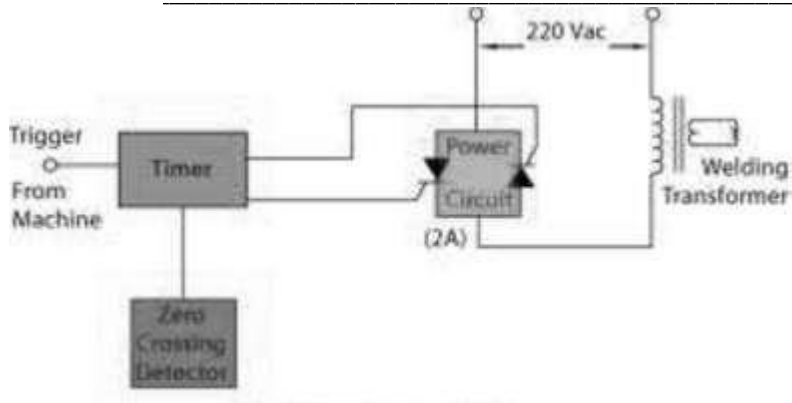 220 Vac
Trigger
From
Machine
Timer
Power
Circuit
(2A)
Welding
Transformer
Zero
Crossing
Detector